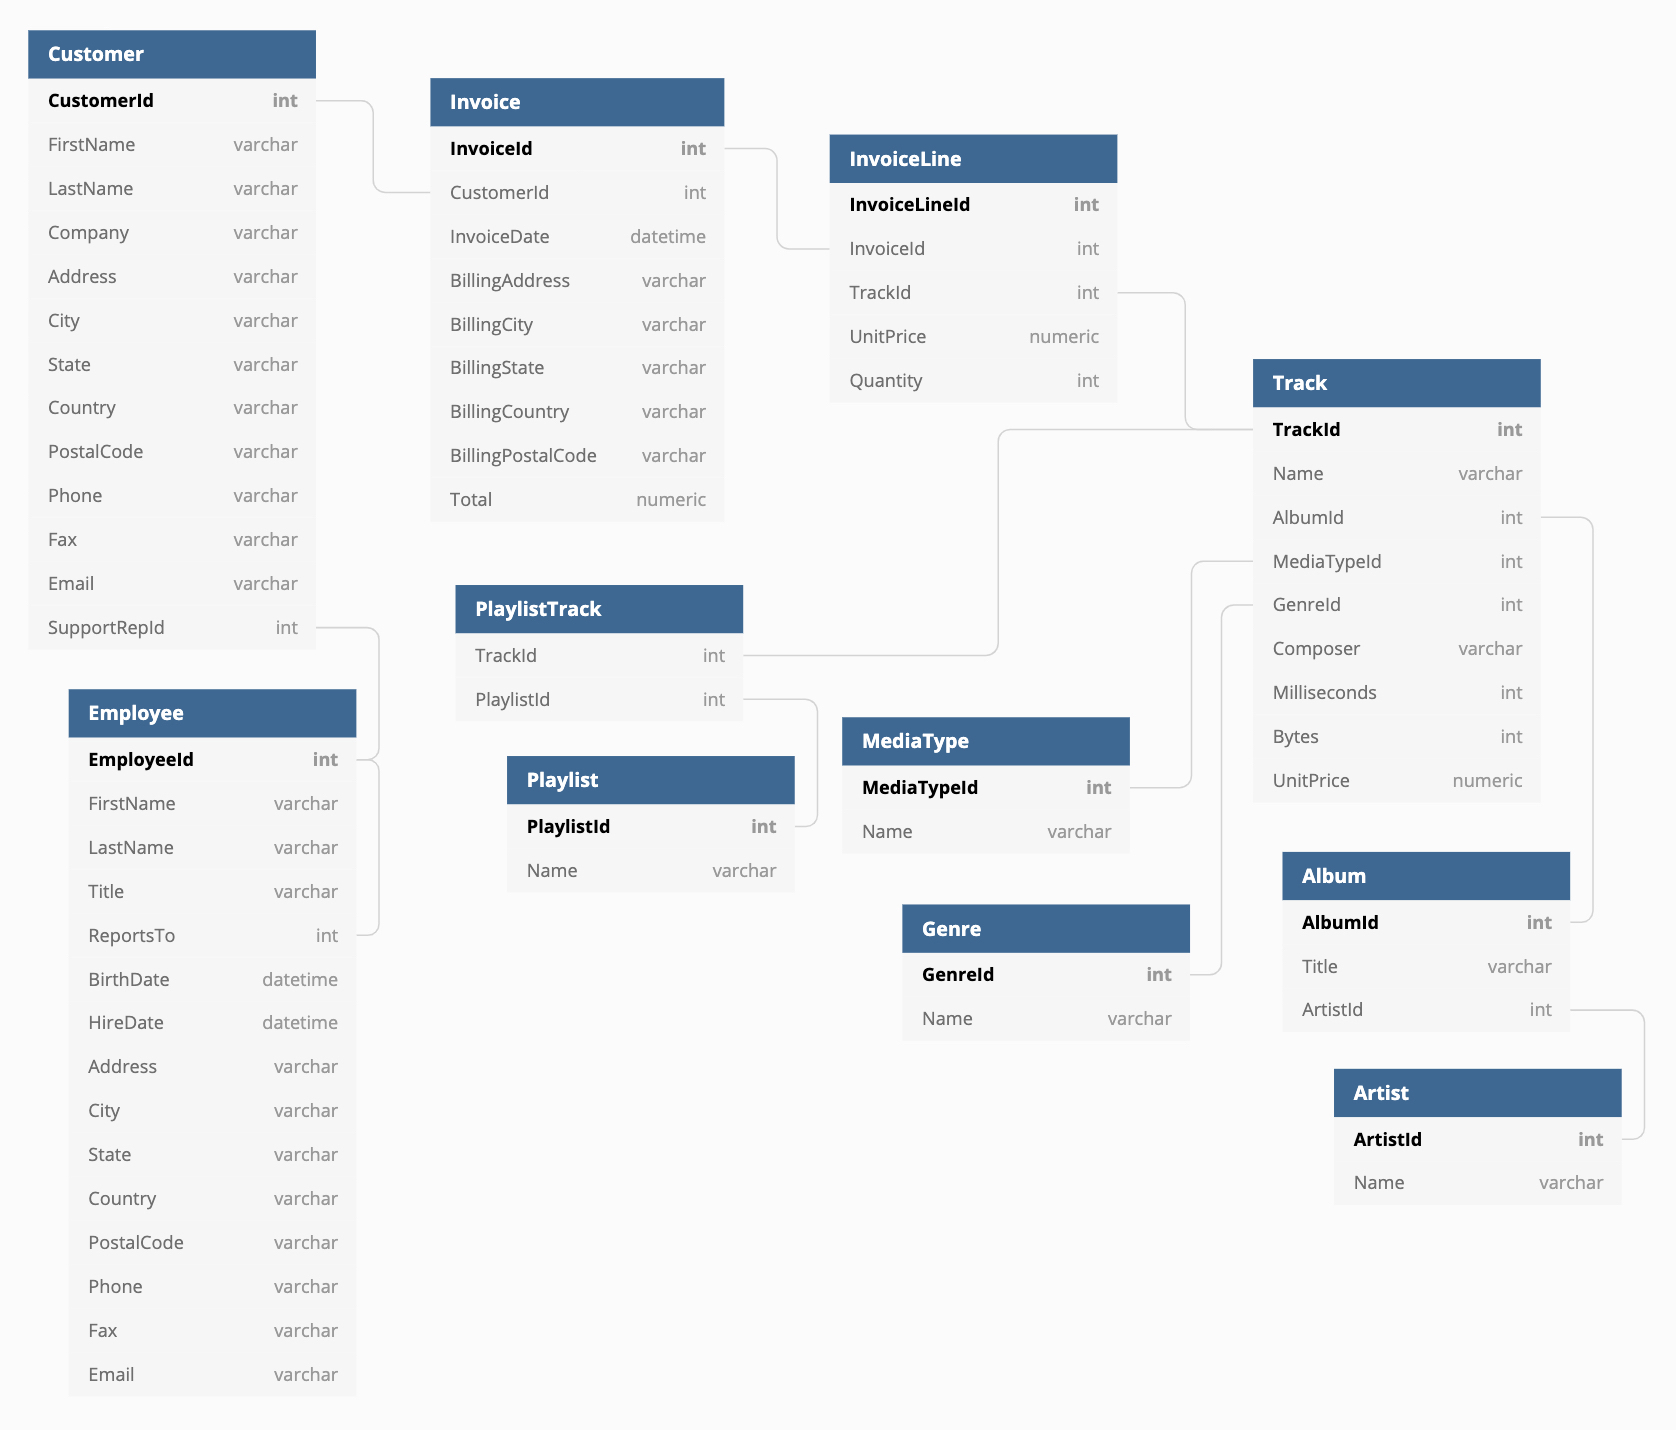 Customer
CustomerId int
FirstName varchar
LastName varchar
Company varchar
Address varchar
City varchar
State varchar
Country varchar
PostalCode varchar
Phone varchar
Fax varchar
Email varchar
SupportRepId int
Invoice
InvoiceId int
CustomerId int
InvoiceDate datetime
BillingAddress varchar
BillingCity varchar
BillingState varchar
BillingCountry varchar
BillingPostalCode varchar
Total numeric
InvoiceLine
InvoiceLineId int
InvoiceId int
TrackId int
UnitPrice numeric
Quantity int
Track
TrackId int
Name varchar
AlbumId int
MediaTypeId int
GenreId int
Composer varchar
Milliseconds int
Bytes int
UnitPrice numeric
PlaylistTrack
TrackId int
PlaylistId int
Employee
EmployeeId int
FirstName varchar
LastName varchar
Title varchar
ReportsTo int
BirthDate datetime
HireDate datetime
Address varchar
City varchar
State varchar
Country varchar
PostalCode varchar
Phone varchar
Fax varchar
Email varchar
Playlist
PlaylistId int
Name varchar
MediaType
MediaTypeId int
Name varchar
Genre
GenreId int
Name varchar
Album
AlbumId int
Title varchar
ArtistId int
Artist
ArtistId int
Name varchar